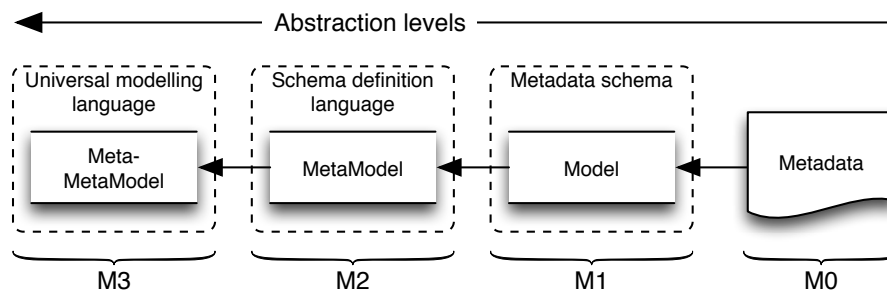 Abstraction levels
Universal modelling
language
Schema definition
language
Metadata schema
Meta-
MetaModel
MetaModel
Model
Metadata
M3
M2
M1
M0